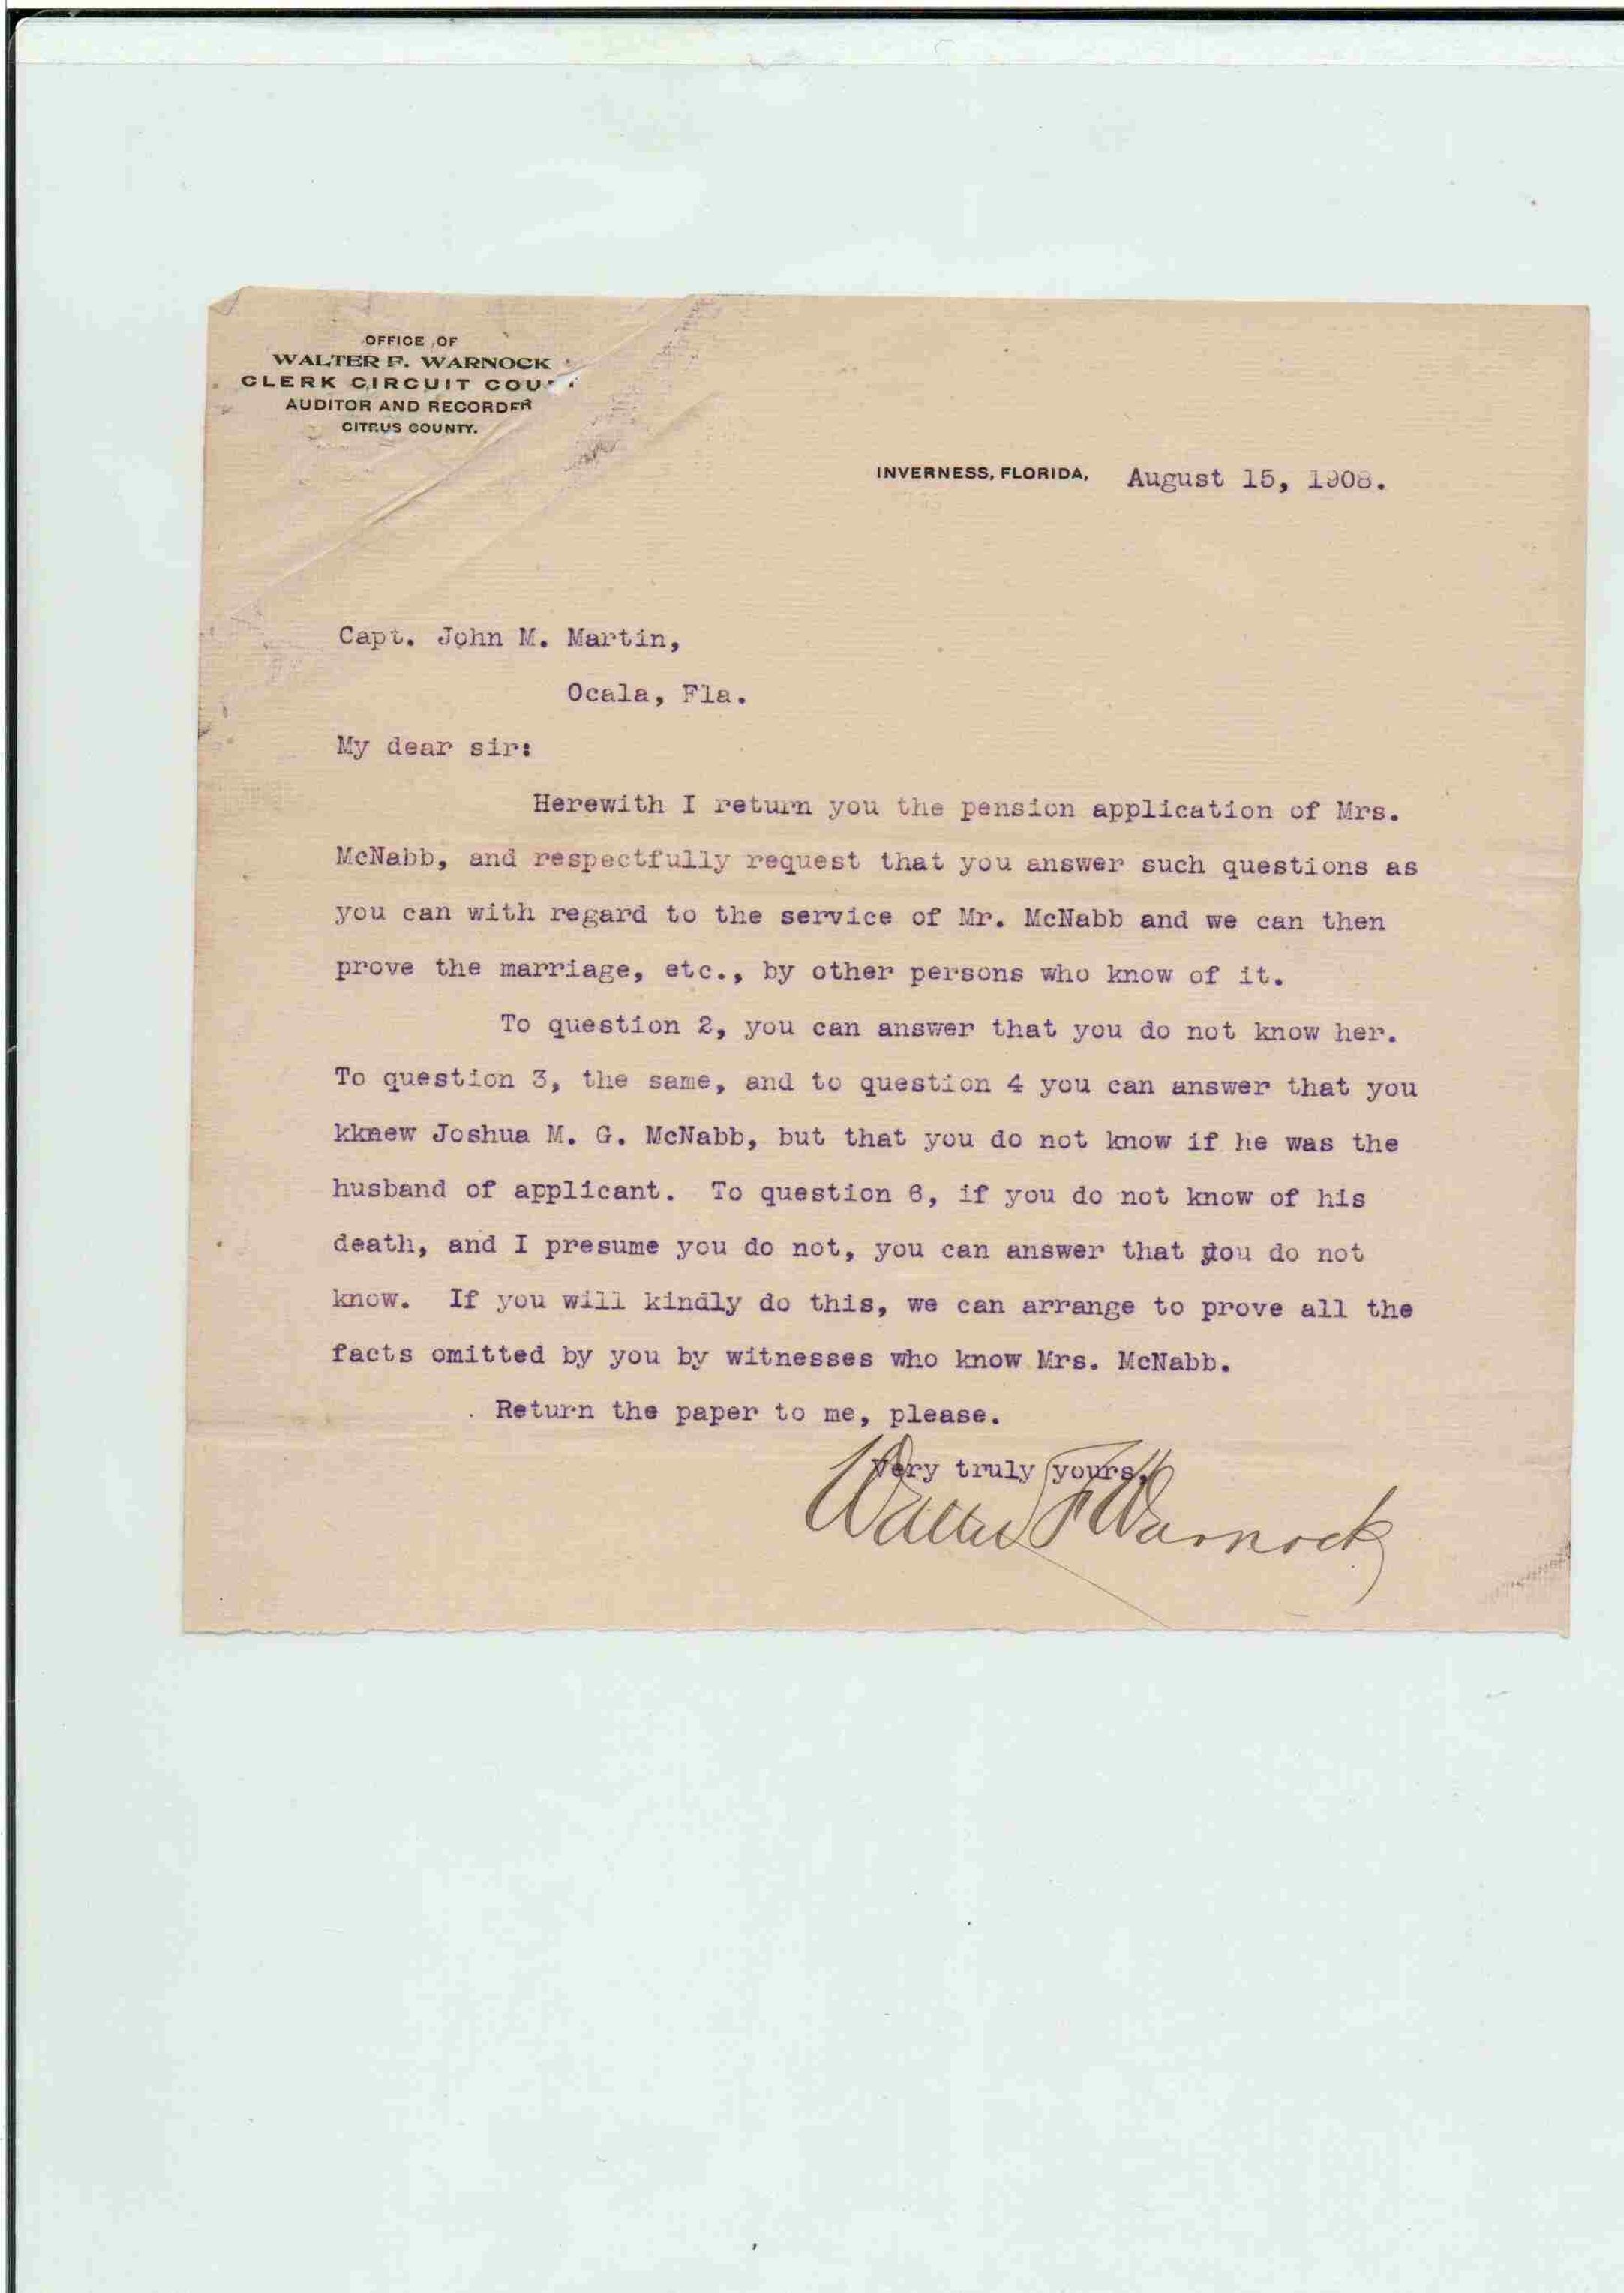 OFFICE OF
WALTER F. WARNOCK
CLERK CIRCUIT COU
AUDITOR AND RECORDER
CITRUS COUNTY.
INVERNESS, FLORIDA, August 15, 1908.
Capt. John M. Martin,
Ocala, Fla.
My dear sir:
Herewith I return you the pension application of Mrs.
McNabb, and respectfully request that you answer such questions as
you can with regard to the service of Mr. McNabb and we can then
prove the marriage, etc., by other persons who know of it.
To question 2, you can answer that you do not know her.
To question 3, the same, and to question 4 you can answer that you
kknew Joshua M. G. McNabb, but that you do not know if he was the
husband of applicant. To question 6, if you do not know of his
death, and I presume you do not, you can answer that you do not
know. If you will kindly do this, we can arrange to prove all the
facts omitted by you by witnesses who know Mrs. McNabb.
Return the paper to me, please.
Very truly yours,
Walter F Warnock